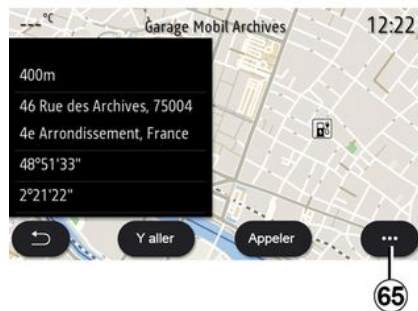 ---°C
Garage Mobil Archives
12:22
400m
46 Rue des Archives, 75004
4e Arrondissement, France
48°51'33"
2°21'22"
Y aller
Appeler
...
65